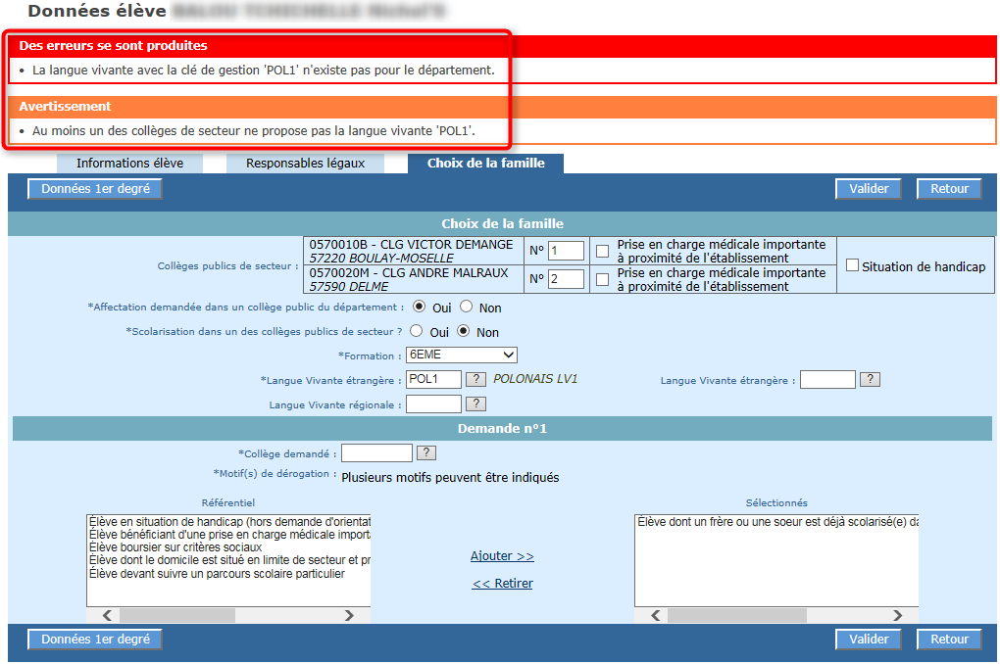 Données élève
Des erreurs se sont produites
• La langue vivante avec la clé de gestion 'POL1' n'existe pas pour le département.
Avertissement
• Au moins un des collèges de secteur ne propose pas la langue vivante 'POL1'.
Informations élève Responsables légaux Choix de la famille
Données 1er degré Valider Retour
Choix de la famille
Collèges publics de secteur :
0570010B - CLG VICTOR DEMANGE
57220 BOULAY-MOSELLE
N° 1
Prise en charge médicale importante
à proximité de l'établissement
0570020M - CLG ANDRE MALRAUX
57590 DELME
N° 2
Prise en charge médicale importante
à proximité de l'établissement
Situation de handicap
*Affectation demandée dans un collège public du département : Oui Non
*Scolarisation dans un des collèges publics de secteur ? Oui Non
*Formation : 6EME
*Langue Vivante étrangère : POL1 ? POLONAIS LV1 Langue Vivante étrangère : ?
Langue Vivante régionale : ?
Demande n°1
*Collège demandé : ?
*Motif(s) de dérogation : Plusieurs motifs peuvent être indiqués
Référentiel Sélectionnés
Élève en situation de handicap (hors demande d'orientat
Élève bénéficiant d'une prise en charge médicale importa
Élève boursier sur critères sociaux
Élève dont le domicile est situé en limite de secteur et pr
Élève devant suivre un parcours scolaire particulier
Ajouter >>
<< Retirer
Élève dont un frère ou une soeur est déjà scolarisé(e) da
Données 1er degré Valider Retour